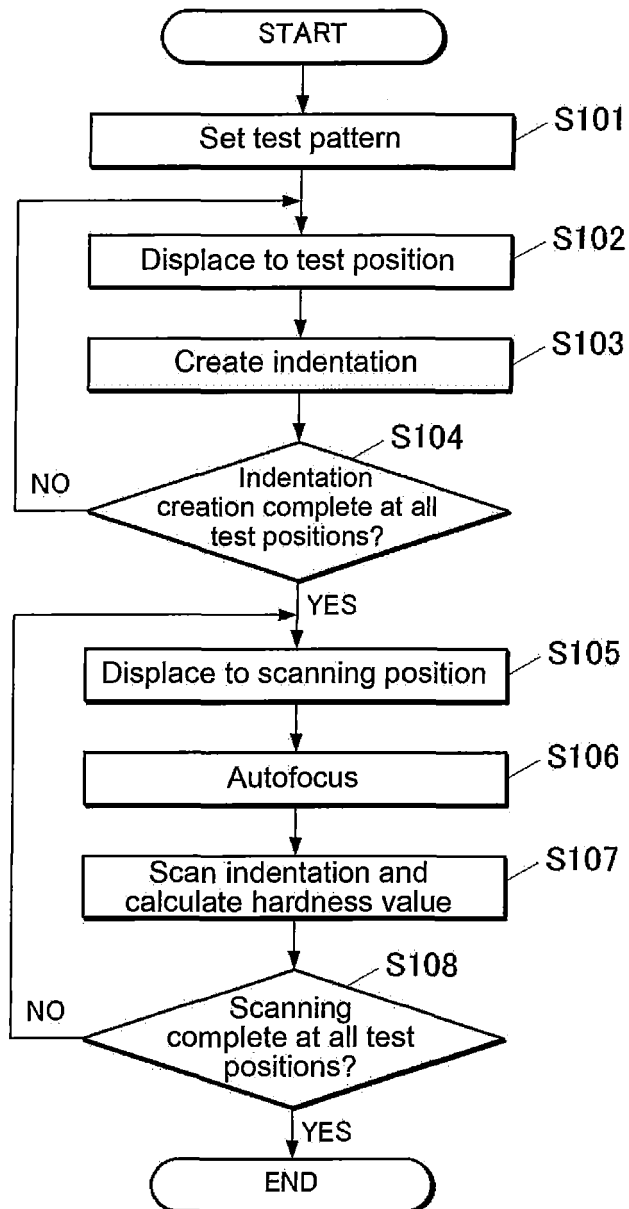 START
Set test pattern
S101
Displace to test position
S102
Create indentation
S103
S104
NO
Indentation
creation complete at all
test positions?
YES
Displace to scanning position
S105
Autofocus
S106
Scan indentation and
calculate hardness value
S107
S108
NO
Scanning
complete at all test
positions?
YES
END